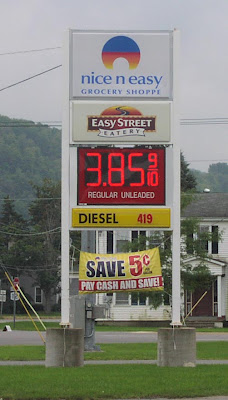 nice n easy
GROCERY SHOPPE
EASY STREET
EATERY
3.85 9/10
REGULAR UNLEADED
DIESEL 419
SAVE 5¢
PAY CASH AND SAVE!